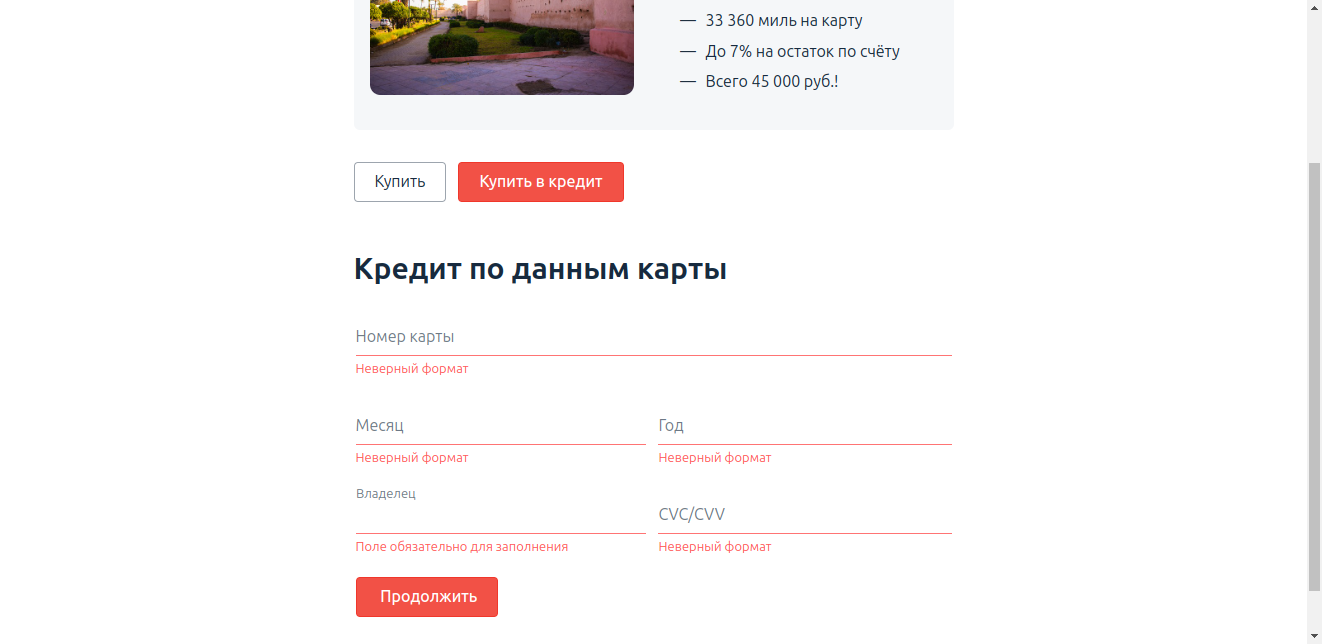 — 33 360 миль на карту
— До 7% на остаток по счёту
— Всего 45 000 руб.!
Купить Купить в кредит
Кредит по данным карты
Номер карты
Неверный формат
Месяц Год
Неверный формат Неверный формат
Владелец
CVC/CVV
Поле обязательно для заполнения Неверный формат
Продолжить